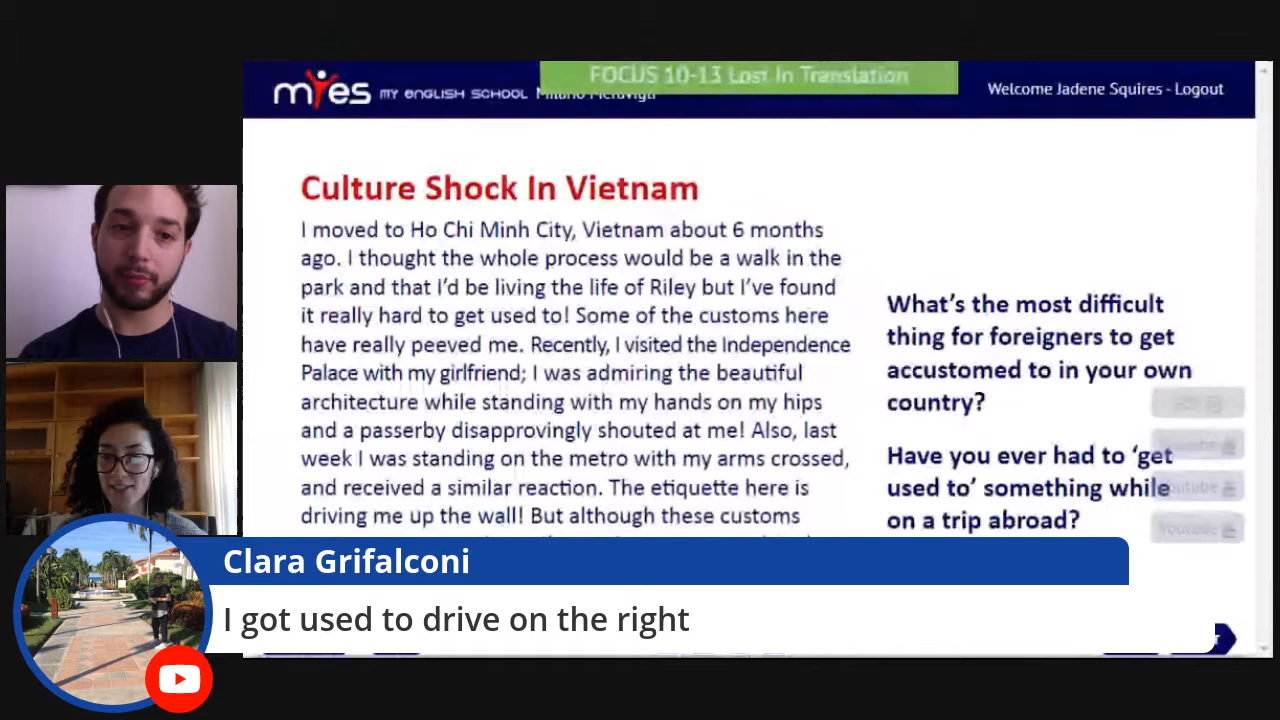 FOCUS 10-13 Lost In Translation
myes MY ENGLISH SCHOOL Milano Meravigli
Welcome Jadene Squires - Logout
Culture Shock In Vietnam
I moved to Ho Chi Minh City, Vietnam about 6 months
ago. I thought the whole process would be a walk in the
park and that I'd be living the life of Riley but I've found
it really hard to get used to! Some of the customs here
have really peeved me. Recently, I visited the Independence
Palace with my girlfriend; I was admiring the beautiful
architecture while standing with my hands on my hips
and a passerby disapprovingly shouted at me! Also, last
week I was standing on the metro with my arms crossed,
and received a similar reaction. The etiquette here is
driving me up the wall! But although these customs
What's the most difficult
thing for foreigners to get
accustomed to in your own
country?
Have you ever had to 'get
used to' something while
on a trip abroad?
Youtube
Youtube
Clara Grifalconi
I got used to drive on the right